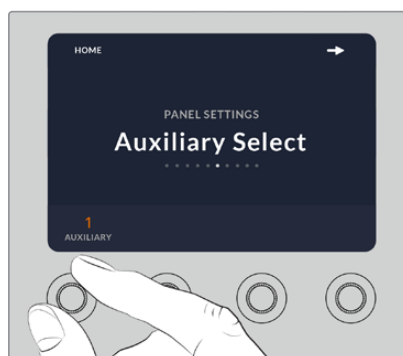 HOME
PANEL SETTINGS
Auxiliary Select
1
AUXILIARY